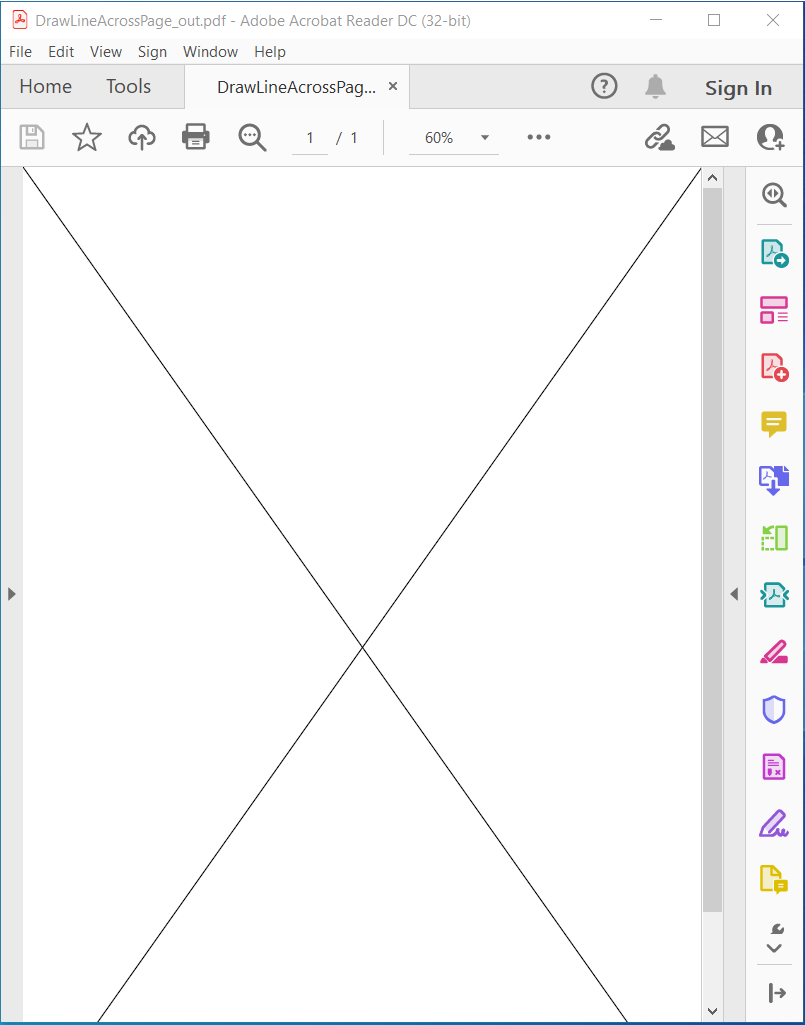 DrawLineAcrossPage_out.pdf - Adobe Acrobat Reader DC (32-bit)
File Edit View Sign Window Help
Home Tools DrawLineAcrossPag... × Sign In
1 / 1 60%